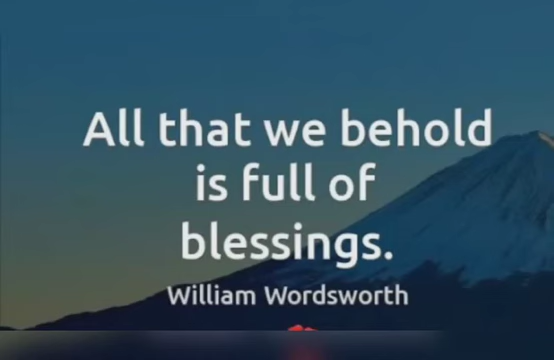 All that we behold
is full of
blessings.
William Wordsworth